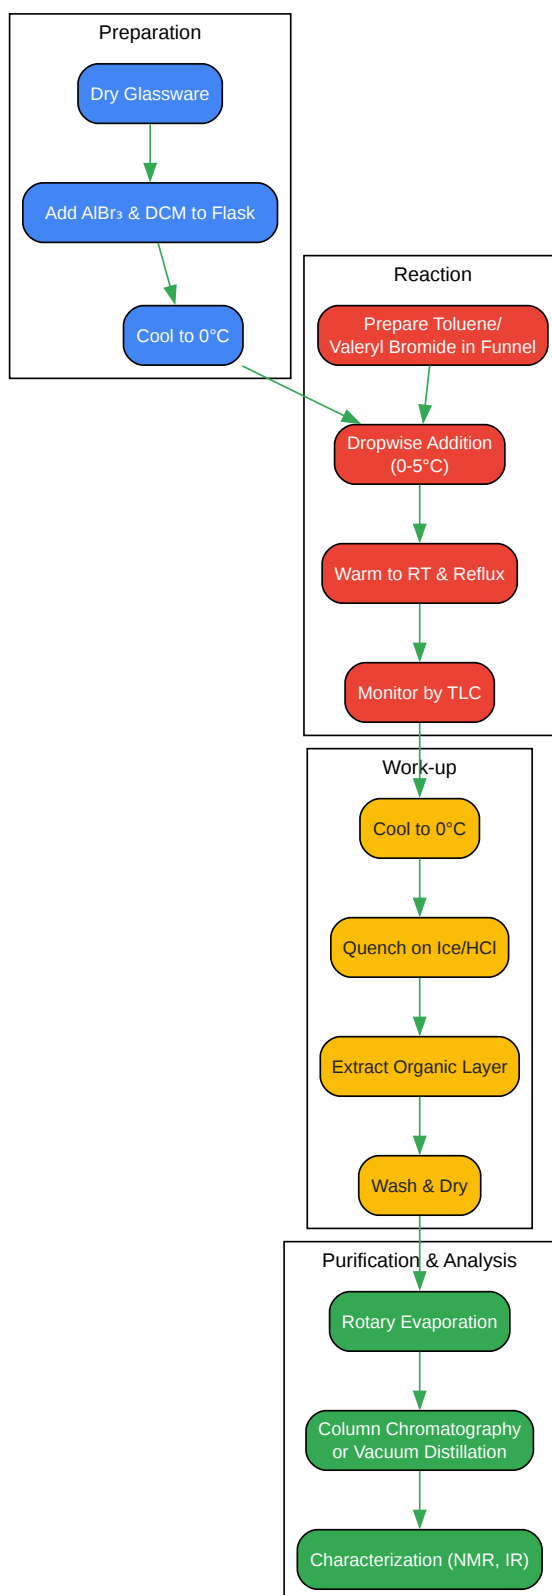 Preparation
Dry Glassware
Add AlBr₃ & DCM to Flask
Cool to 0°C
Reaction
Prepare Toluene/
Valeryl Bromide in Funnel
Dropwise Addition
(0-5°C)
Warm to RT & Reflux
Monitor by TLC
Work-up
Cool to 0°C
Quench on Ice/HCl
Extract Organic Layer
Wash & Dry
Purification & Analysis
Rotary Evaporation
Column Chromatography
or Vacuum Distillation
Characterization (NMR, IR)